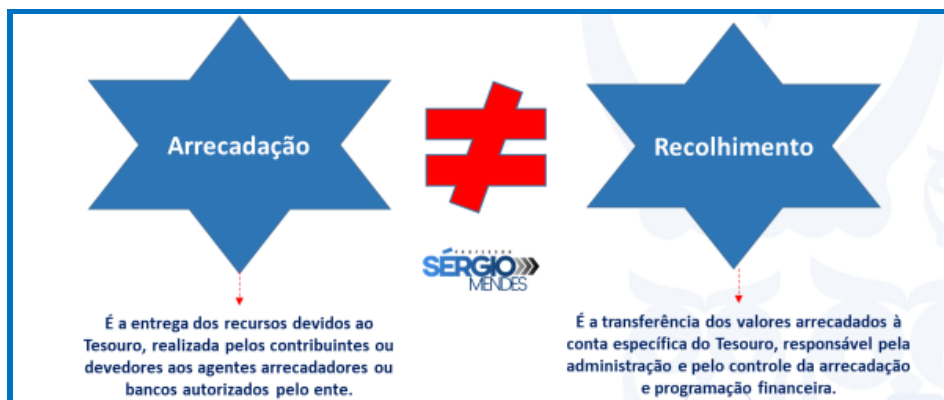 Arrecadação
Recolhimento
PROFESSOR
SÉRGIO
MENDES
É a entrega dos recursos devidos ao
Tesouro, realizada pelos contribuintes ou
devedores aos agentes arrecadadores ou
bancos autorizados pelo ente.
É a transferência dos valores arrecadados à
conta específica do Tesouro, responsável pela
administração e pelo controle da arrecadação
e programação financeira.